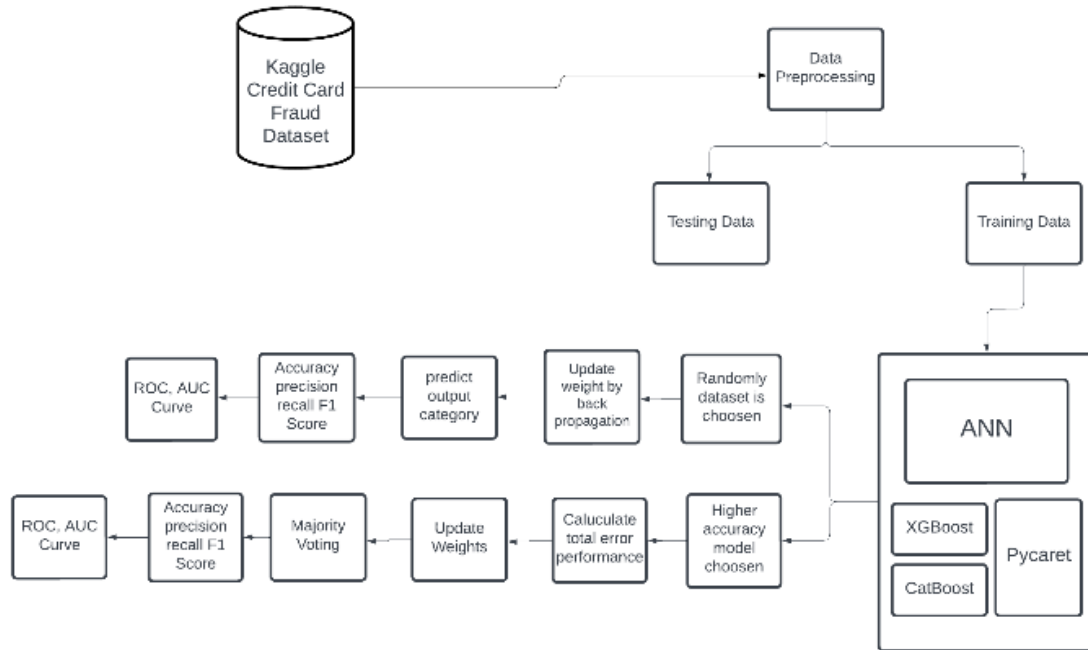 Kaggle
Credit Card
Fraud
Dataset
Data
Preprocessing
Testing Data
Training Data
ROC, AUC
Curve
Accuracy
precision
recall F1
Score
predict
output
category
Update
weight by
back
propagation
Randomly
dataset is
choosen
ANN
XGBoost
CatBoost
Pycaret
ROC, AUC
Curve
Accuracy
precision
recall F1
Score
Majority
Voting
Update
Weights
Caluculate
total error
performance
Higher
accuracy
model
choosen